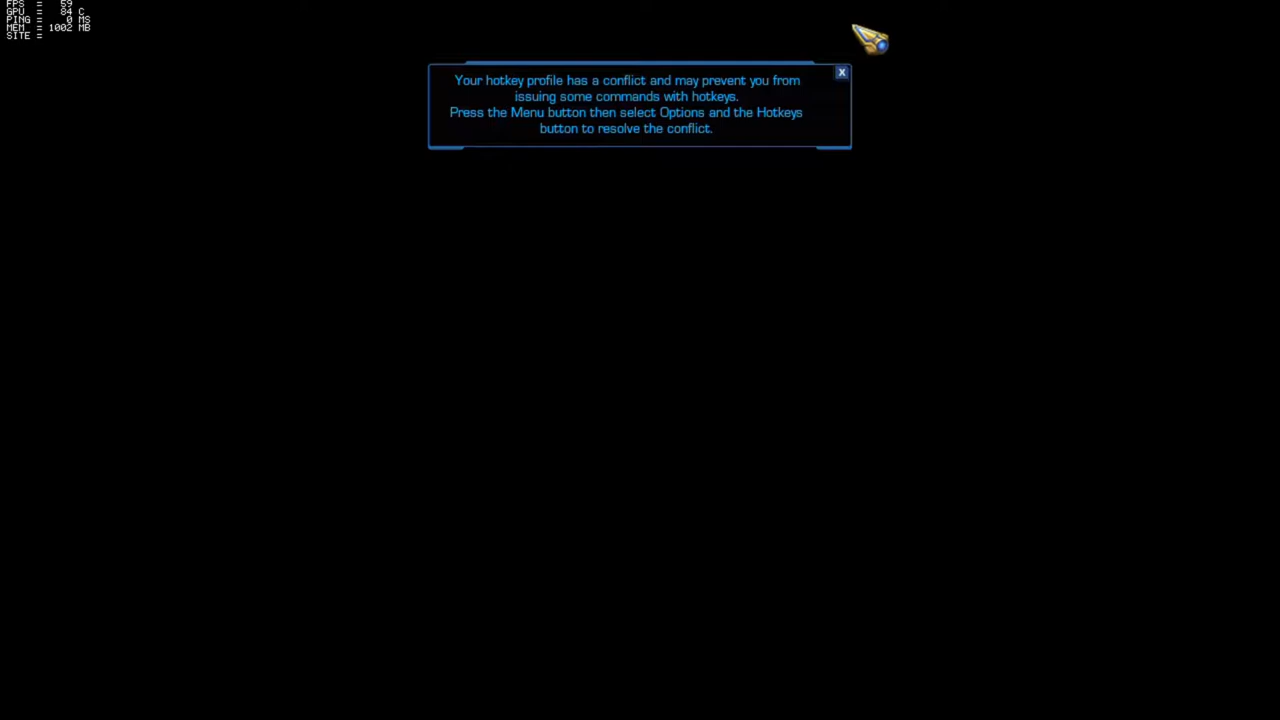 FPS = 59
GPU = 84 C
PING = 0 MS
MEM = 1002 MB
SITE =
X
Your hotkey profile has a conflict and may prevent you from
issuing some commands with hotkeys.
Press the Menu button then select Options and the Hotkeys
button to resolve the conflict.